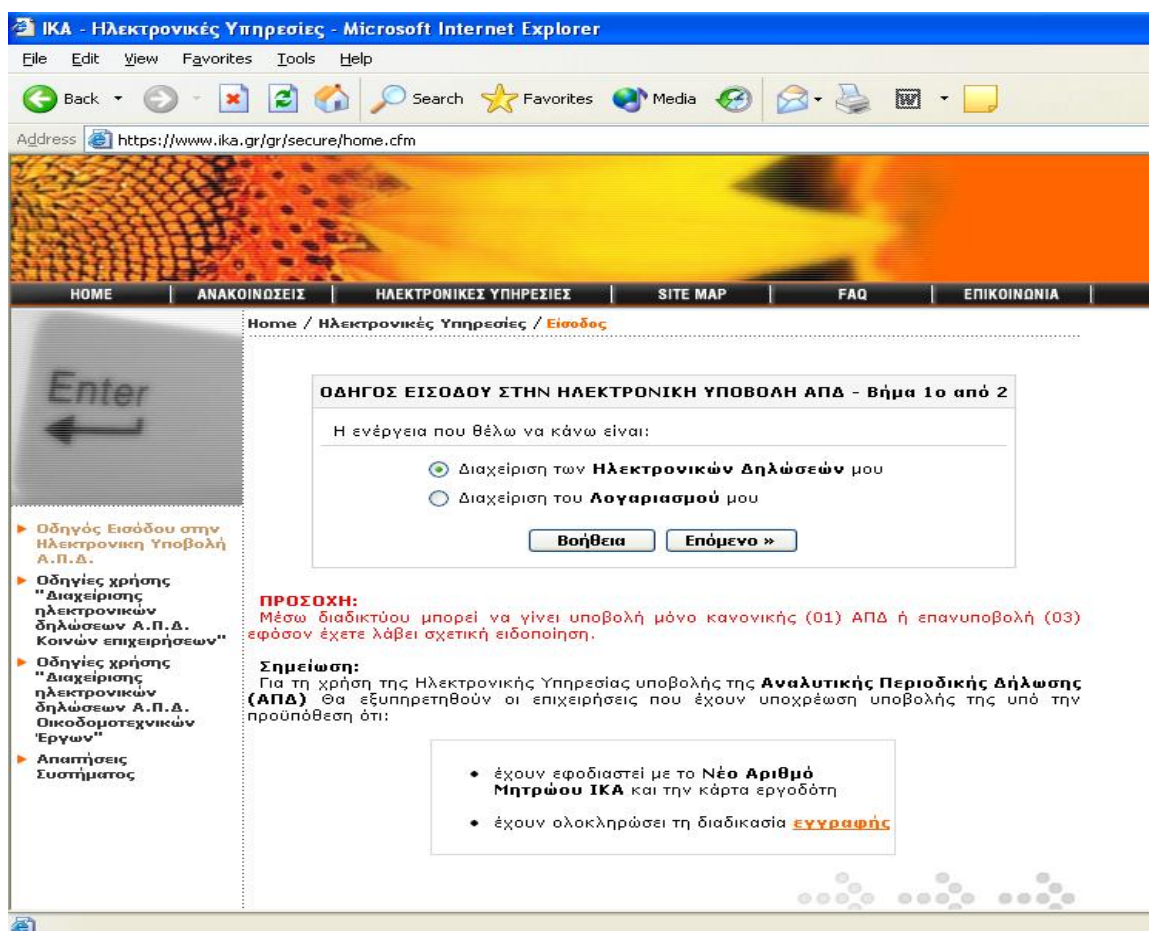 IKA - Ηλεκτρονικές Υπηρεσίες - Microsoft Internet Explorer
File Edit View Favorites Tools Help
Back Search Favorites Media
Address https://www.ika.gr/gr/secure/home.cfm
HOME ΑΝΑΚΟΙΝΩΣΕΙΣ ΗΛΕΚΤΡΟΝΙΚΕΣ ΥΠΗΡΕΣΙΕΣ SITE MAP FAQ ΕΠΙΚΟΙΝΩΝΙΑ
Home / Ηλεκτρονικές Υπηρεσίες / Είσοδος
Enter
ΟΔΗΓΟΣ ΕΙΣΟΔΟΥ ΣΤΗΝ ΗΛΕΚΤΡΟΝΙΚΗ ΥΠΟΒΟΛΗ ΑΠΔ - Βήμα 1ο από 2
Η ενέργεια που θέλω να κάνω είναι:
Διαχείριση των Ηλεκτρονικών Δηλώσεών μου
Διαχείριση του Λογαριασμού μου
Βοήθεια Επόμενο »
Οδηγός Εισόδου στην
Ηλεκτρονικη Υποβολή
Α.Π.Δ.
Οδηγίες χρήσης
"Διαχείρισης
ηλεκτρονικών
δηλώσεων Α.Π.Δ.
Κοινών επιχειρήσεων"
Οδηγίες χρήσης
"Διαχείρισης
ηλεκτρονικών
δηλώσεων Α.Π.Δ.
Οικοδομοτεχνικών
Έργων"
Απαιτήσεις
Συστήματος
ΠΡΟΣΟΧΗ:
Μέσω διαδικτύου μπορεί να γίνει υποβολή μόνο κανονικής (01) ΑΠΔ ή επανυποβολή (03)
εφόσον έχετε λάβει σχετική ειδοποίηση.
Σημείωση:
Για τη χρήση της Ηλεκτρονικής Υπηρεσίας υποβολής της Αναλυτικής Περιοδικής Δήλωσης
(ΑΠΔ) Θα εξυπηρετηθούν οι επιχειρήσεις που έχουν υποχρέωση υποβολής της υπό την
προϋπόθεση ότι:
• έχουν εφοδιαστεί με το Νέο Αριθμό
Μητρώου ΙΚΑ και την κάρτα εργοδότη
• έχουν ολοκληρώσει τη διαδικασία εγγραφής